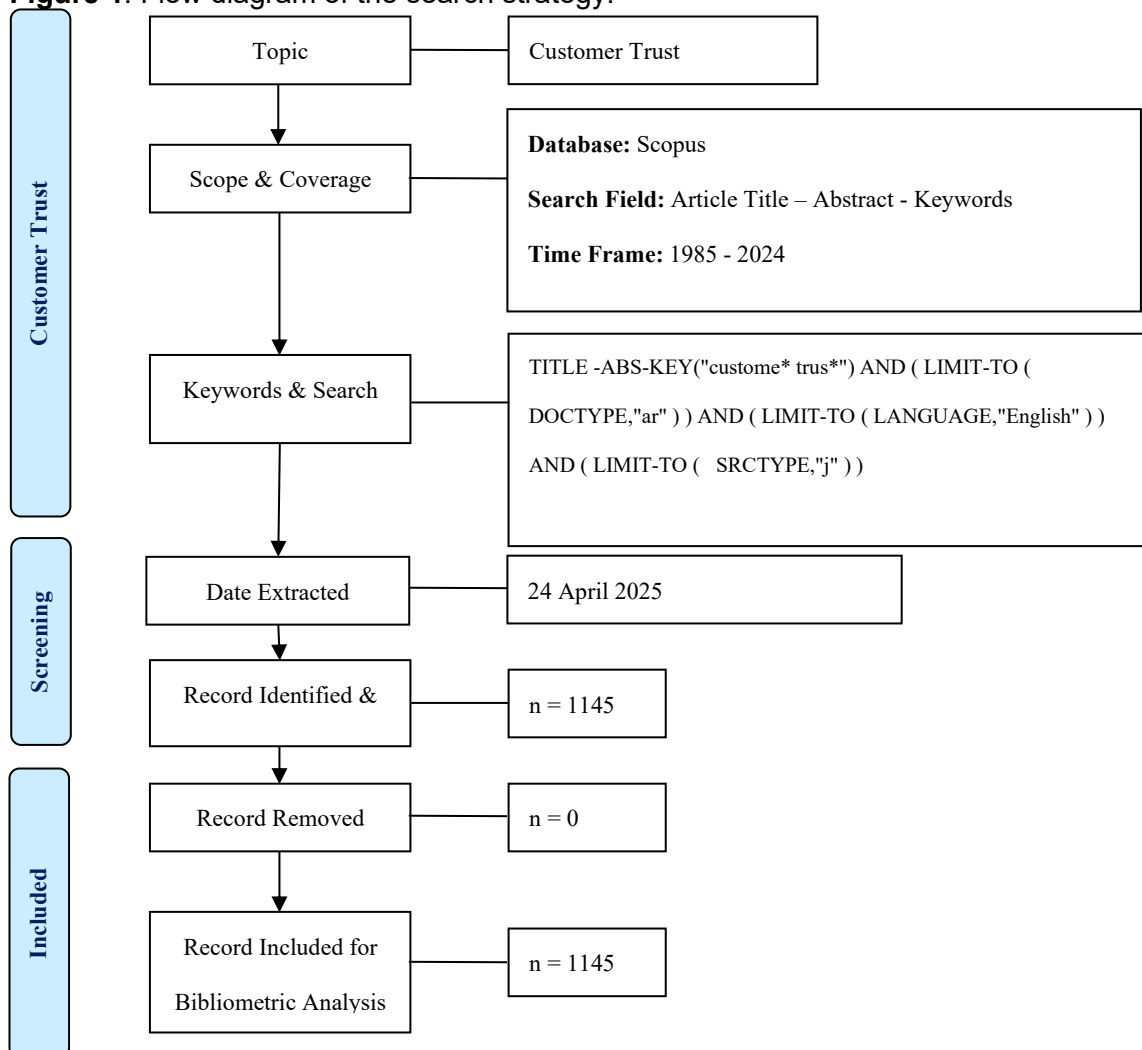 Figure 1. Flow diagram of the search strategy.
Customer Trust
Topic
Customer Trust
Scope & Coverage
Database: Scopus
Search Field: Article Title – Abstract - Keywords
Time Frame: 1985 - 2024
Keywords & Search
TITLE -ABS-KEY("custome* trus*") AND ( LIMIT-TO (
DOCTYPE,"ar" ) ) AND ( LIMIT-TO ( LANGUAGE,"English" ) )
AND ( LIMIT-TO ( SRCTYPE,"j" ) )
Screening
Date Extracted
24 April 2025
Record Identified &
n = 1145
Included
Record Removed
n = 0
Record Included for
Bibliometric Analysis
n = 1145